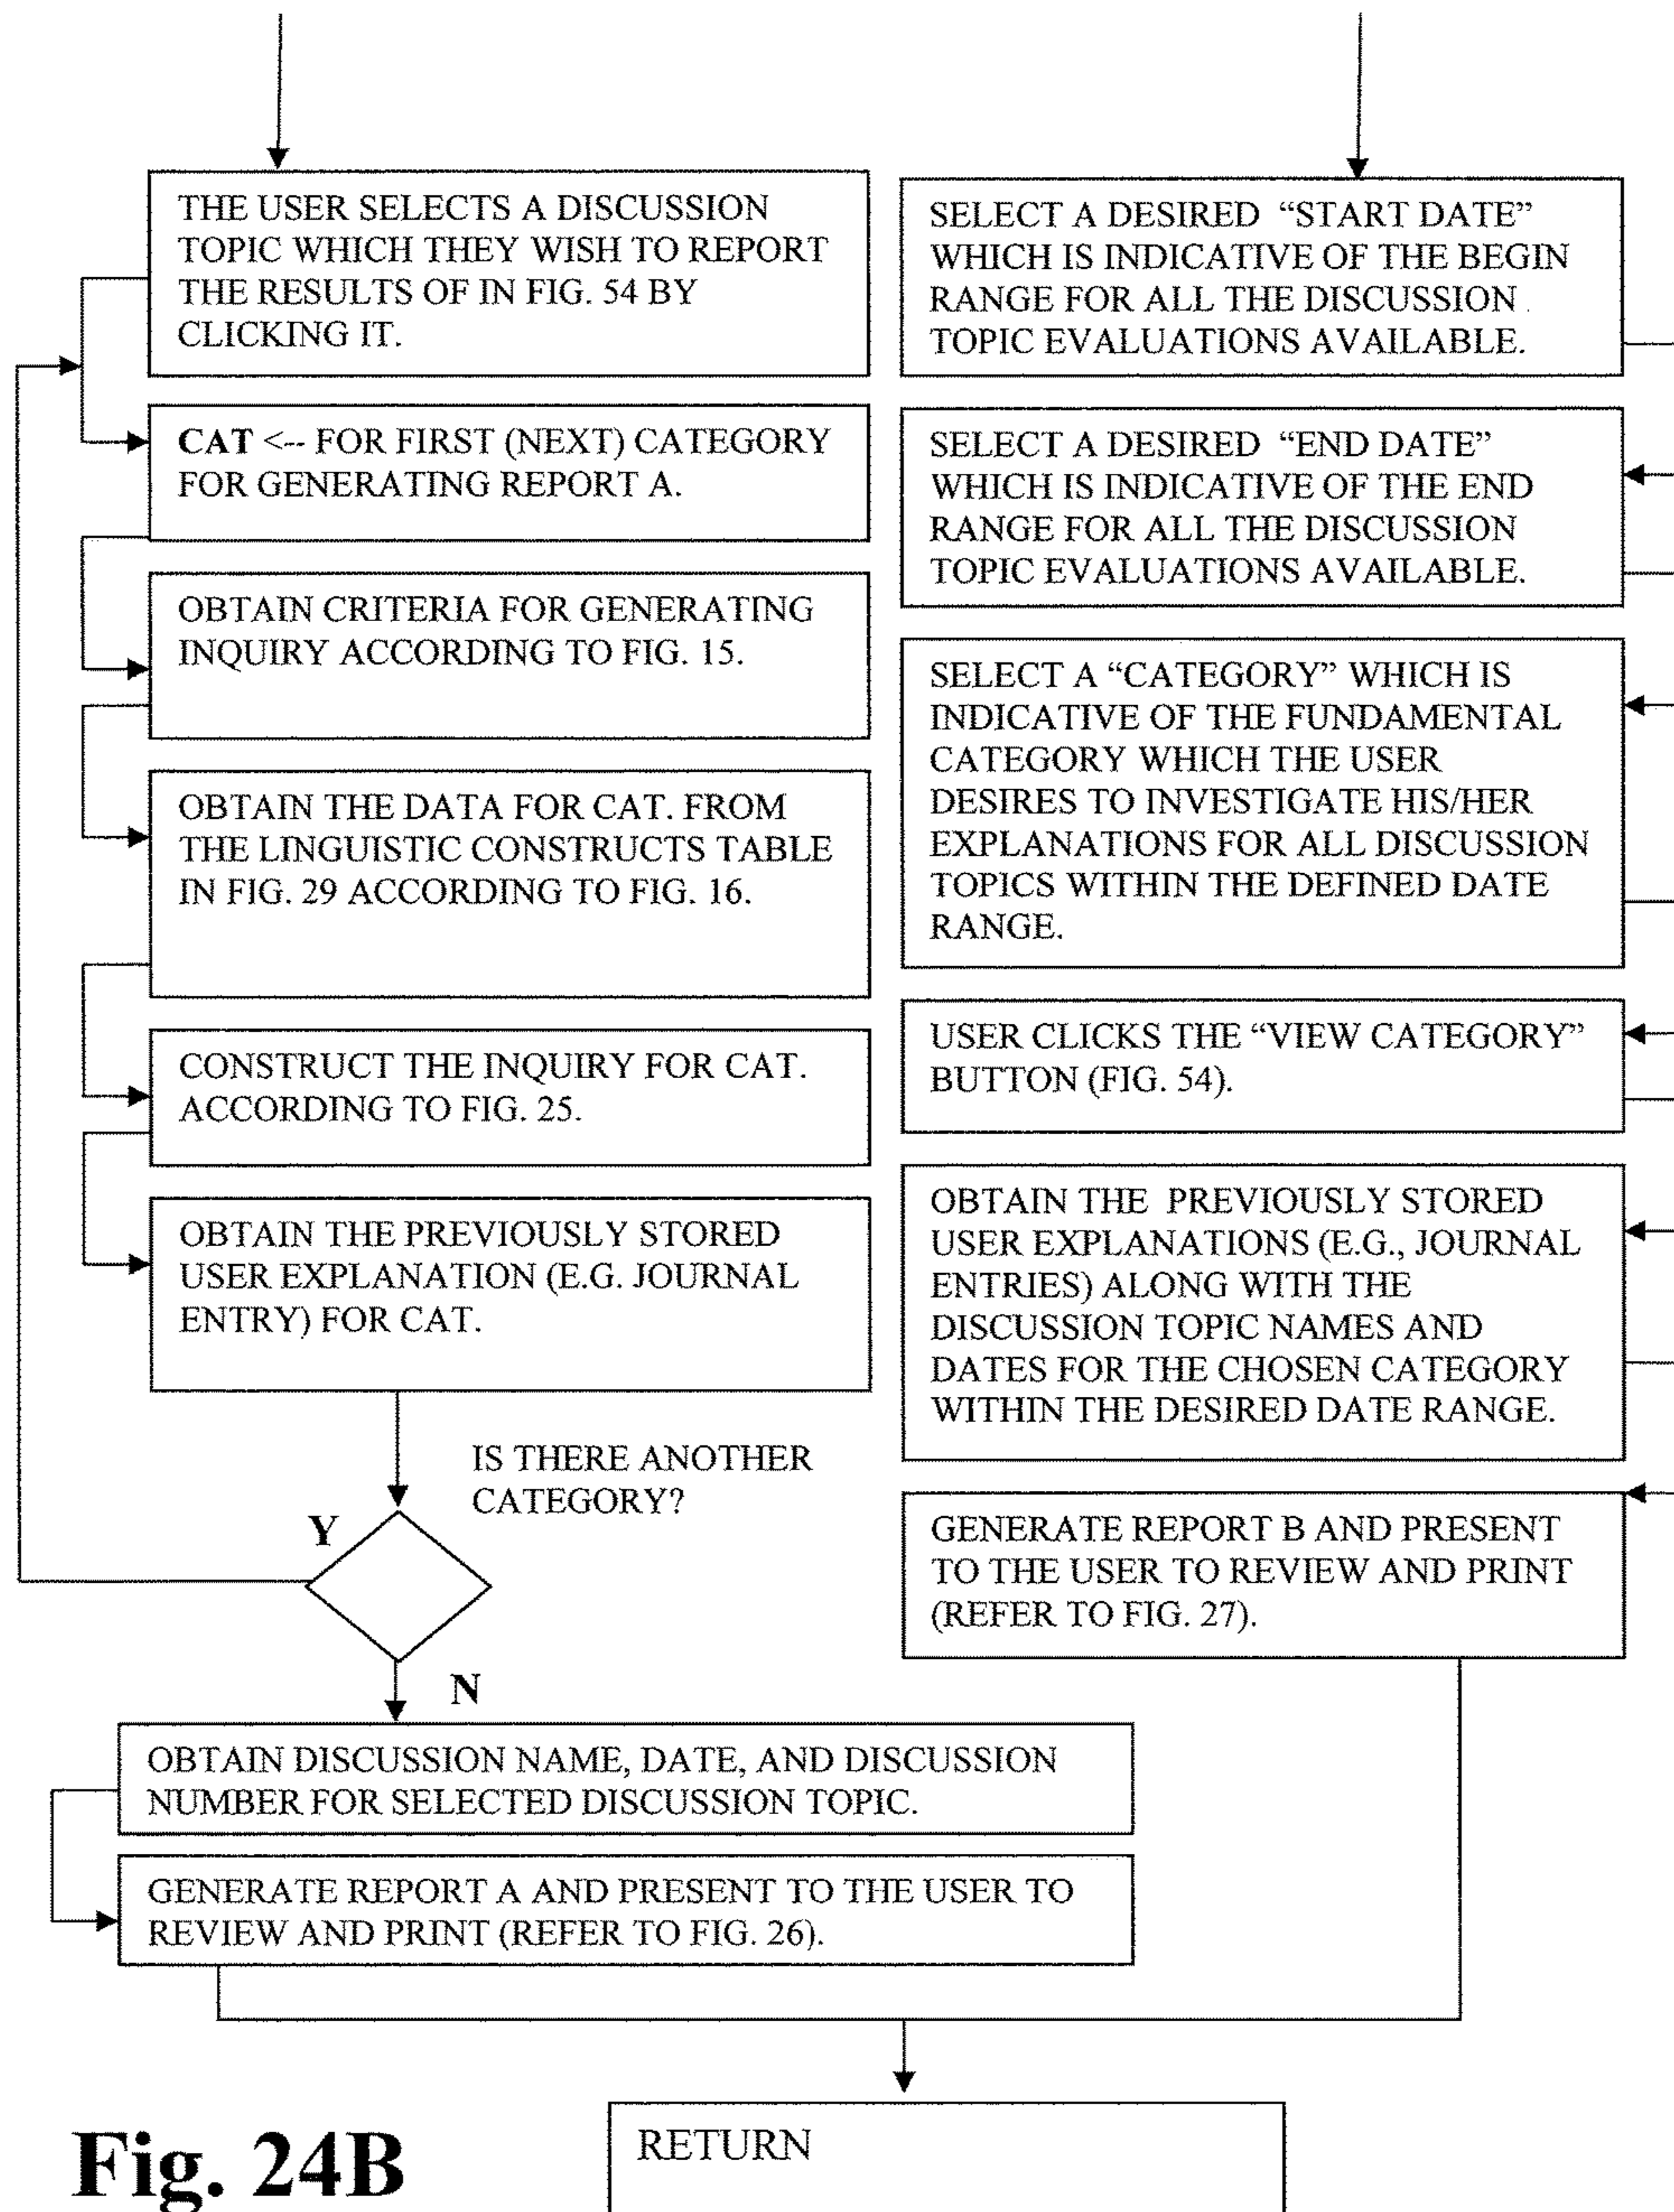 THE USER SELECTS A DISCUSSION
TOPIC WHICH THEY WISH TO REPORT
THE RESULTS OF IN FIG. 54 BY
CLICKING IT.
CAT <-- FOR FIRST (NEXT) CATEGORY
FOR GENERATING REPORT A.
OBTAIN CRITERIA FOR GENERATING
INQUIRY ACCORDING TO FIG. 15.
OBTAIN THE DATA FOR CAT. FROM
THE LINGUISTIC CONSTRUCTS TABLE
IN FIG. 29 ACCORDING TO FIG. 16.
CONSTRUCT THE INQUIRY FOR CAT.
ACCORDING TO FIG. 25.
OBTAIN THE PREVIOUSLY STORED
USER EXPLANATION (E.G. JOURNAL
ENTRY) FOR CAT.
IS THERE ANOTHER
CATEGORY?
Y
N
OBTAIN DISCUSSION NAME, DATE, AND DISCUSSION
NUMBER FOR SELECTED DISCUSSION TOPIC.
GENERATE REPORT A AND PRESENT TO THE USER TO
REVIEW AND PRINT (REFER TO FIG. 26).
SELECT A DESIRED “START DATE”
WHICH IS INDICATIVE OF THE BEGIN
RANGE FOR ALL THE DISCUSSION
TOPIC EVALUATIONS AVAILABLE.
SELECT A DESIRED “END DATE”
WHICH IS INDICATIVE OF THE END
RANGE FOR ALL THE DISCUSSION
TOPIC EVALUATIONS AVAILABLE.
SELECT A “CATEGORY” WHICH IS
INDICATIVE OF THE FUNDAMENTAL
CATEGORY WHICH THE USER
DESIRES TO INVESTIGATE HIS/HER
EXPLANATIONS FOR ALL DISCUSSION
TOPICS WITHIN THE DEFINED DATE
RANGE.
USER CLICKS THE “VIEW CATEGORY”
BUTTON (FIG. 54).
OBTAIN THE PREVIOUSLY STORED
USER EXPLANATIONS (E.G., JOURNAL
ENTRIES) ALONG WITH THE
DISCUSSION TOPIC NAMES AND
DATES FOR THE CHOSEN CATEGORY
WITHIN THE DESIRED DATE RANGE.
GENERATE REPORT B AND PRESENT
TO THE USER TO REVIEW AND PRINT
(REFER TO FIG. 27).
RETURN
Fig. 24B